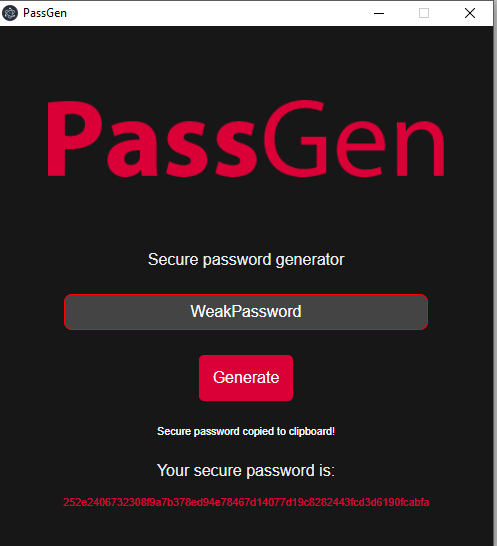 PassGen
PassGen
Secure password generator
WeakPassword
Generate
Secure password copied to clipboard!
Your secure password is:
252e2406732308f9a7b378ed94e78467d14077d19c8282443fcd3d6190fcabfa